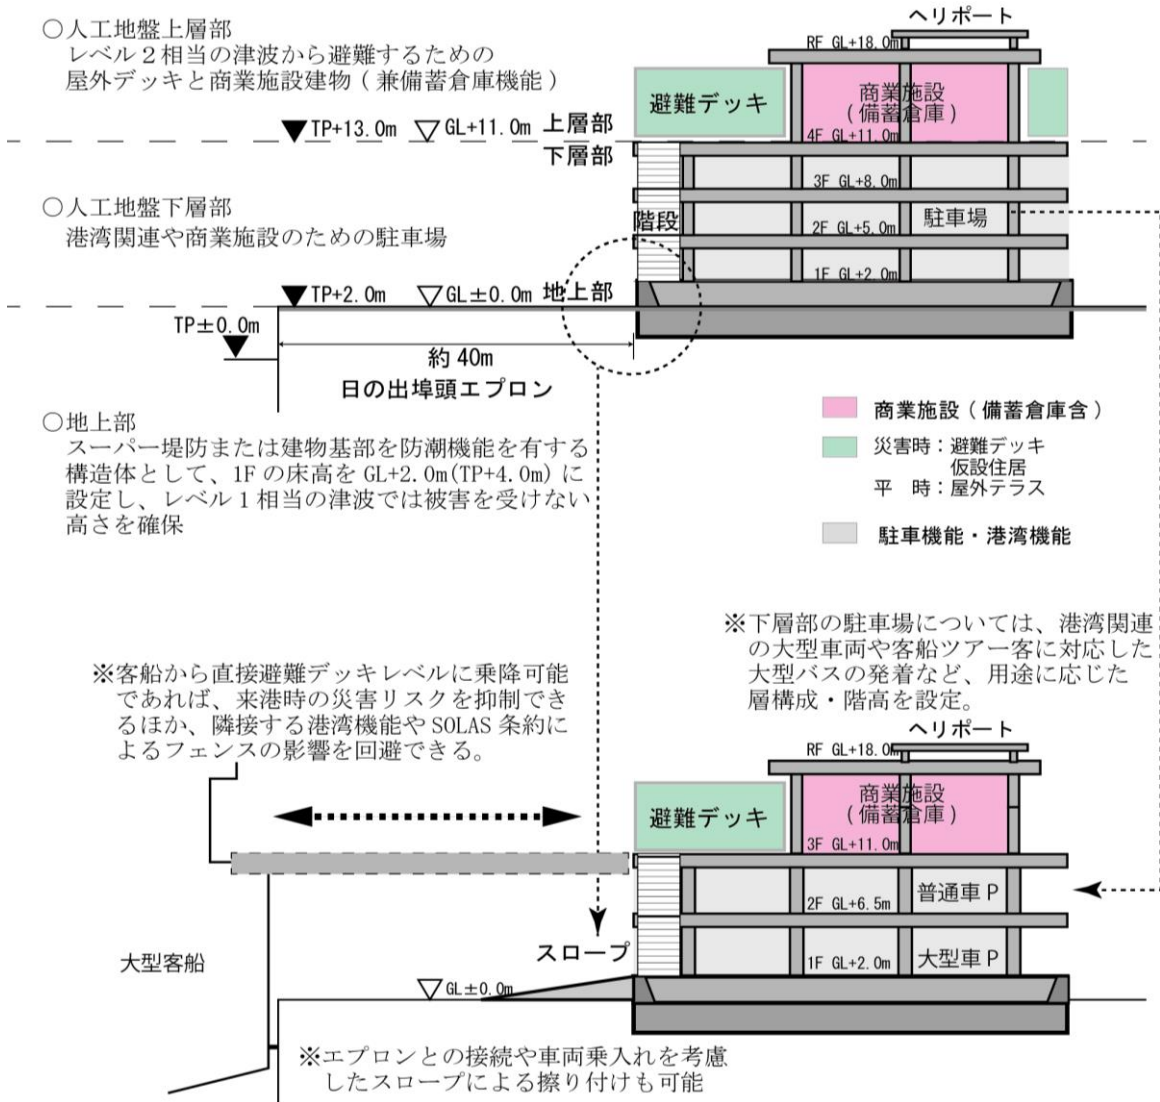 ○人工地盤上層部
レベル２相当の津波から避難するための
屋外デッキと商業施設建物（兼備蓄倉庫機能）
ヘリポート
RF GL+18.0m
避難デッキ
商業施設
（備蓄倉庫）
4F GL+11.0m
▼TP+13.0m ▽GL+11.0m 上層部
下層部
○人工地盤下層部
港湾関連や商業施設のための駐車場
3F GL+8.0m
階段
2F GL+5.0m
駐車場
1F GL+2.0m
▼TP+2.0m ▽GL±0.0m 地上部
TP±0.0m
▼
約40m
日の出埠頭エプロン
○地上部
スーパー堤防または建物基部を防潮機能を有する
構造体として、1Fの床高をGL+2.0m(TP+4.0m)に
設定し、レベル１相当の津波では被害を受けない
高さを確保
商業施設（備蓄倉庫含）
災害時：避難デッキ
仮設住居
平　時：屋外テラス
駐車機能・港湾機能
※下層部の駐車場については、港湾関連
の大型車両や客船ツアー客に対応した
大型バスの発着など、用途に応じた
層構成・階高を設定。
※客船から直接避難デッキレベルに乗降可能
であれば、来港時の災害リスクを抑制でき
るほか、隣接する港湾機能やSOLAS条約に
よるフェンスの影響を回避できる。
ヘリポート
RF GL+18.0m
避難デッキ
商業施設
（備蓄倉庫）
3F GL+11.0m
2F GL+6.5m
普通車P
大型客船
スロープ
1F GL+2.0m
大型車P
▽GL±0.0m
※エプロンとの接続や車両乗入れを考慮
したスロープによる擦り付けも可能